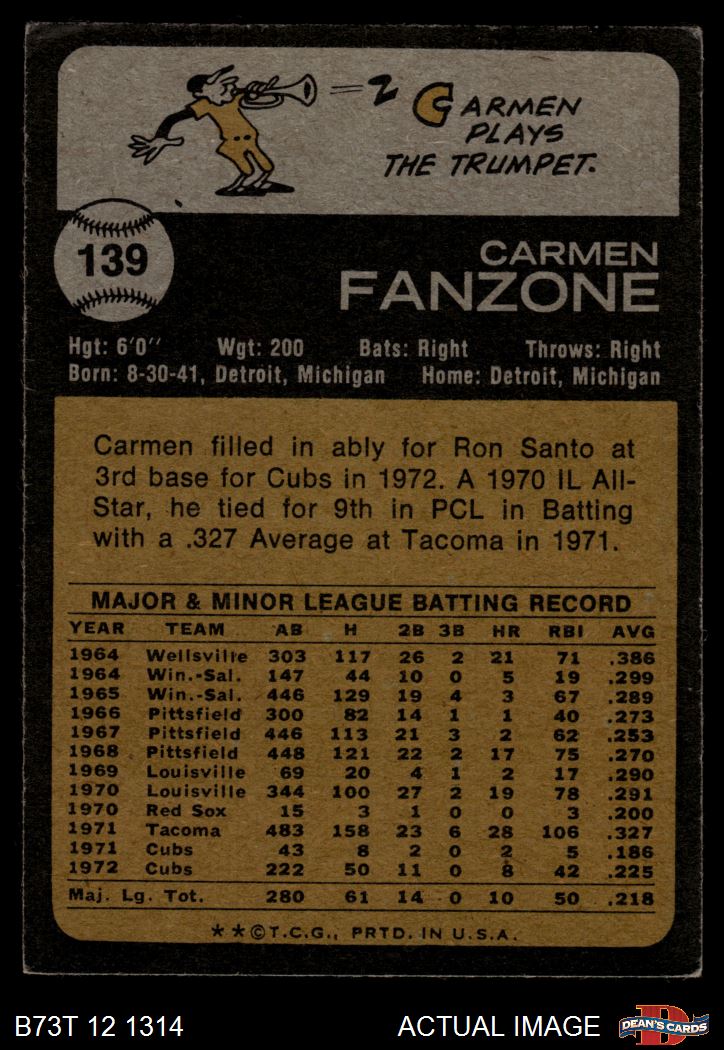 CARMEN
PLAYS
THE TRUMPET.
139
CARMEN
FANZONE
Hgt: 6'0" Wgt: 200 Bats: Right Throws: Right
Born: 8-30-41, Detroit, Michigan Home: Detroit, Michigan
Carmen filled in ably for Ron Santo at
3rd base for Cubs in 1972. A 1970 IL All-
Star, he tied for 9th in PCL in Batting
with a .327 Average at Tacoma in 1971.
MAJOR & MINOR LEAGUE BATTING RECORD
YEAR TEAM AB H 2B 3B HR RBI AVG
1964 Wellsville 303 117 26 2 21 71 .386
1964 Win.-Sal. 147 44 10 0 5 19 .299
1965 Win.-Sal. 446 129 19 4 3 67 .289
1966 Pittsfield 300 82 14 1 1 40 .273
1967 Pittsfield 446 113 21 3 2 62 .253
1968 Pittsfield 448 121 22 2 17 75 .270
1969 Louisville 69 20 4 1 2 17 .290
1970 Louisville 344 100 27 2 19 78 .291
1970 Red Sox 15 3 1 0 0 3 .200
1971 Tacoma 483 158 23 6 28 106 .327
1971 Cubs 43 8 2 0 2 5 .186
1972 Cubs 222 50 11 0 8 42 .225
Maj. Lg. Tot. 280 61 14 0 10 50 .218
**©T.C.G., PRTD. IN U.S.A.
B73T 12 1314 ACTUAL IMAGE DEAN'S CARDS